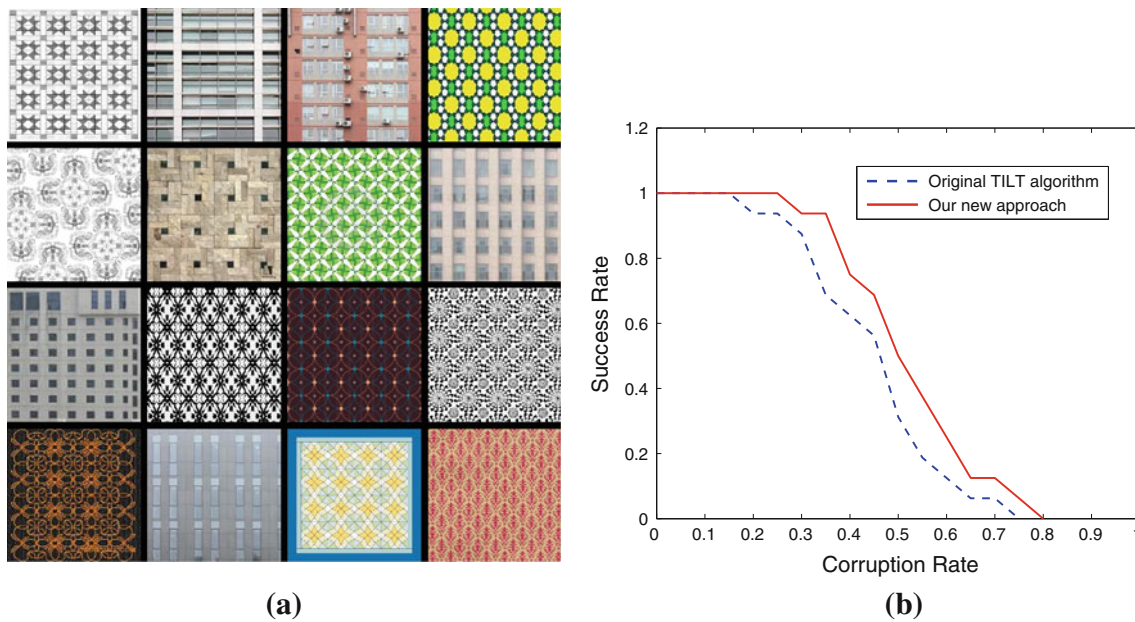 1.2
1
0.8
0.6
0.4
0.2
0
Success Rate
Original TILT algorithm
Our new approach
0 0.1 0.2 0.3 0.4 0.5 0.6 0.7 0.8 0.9
Corruption Rate
(a) (b)